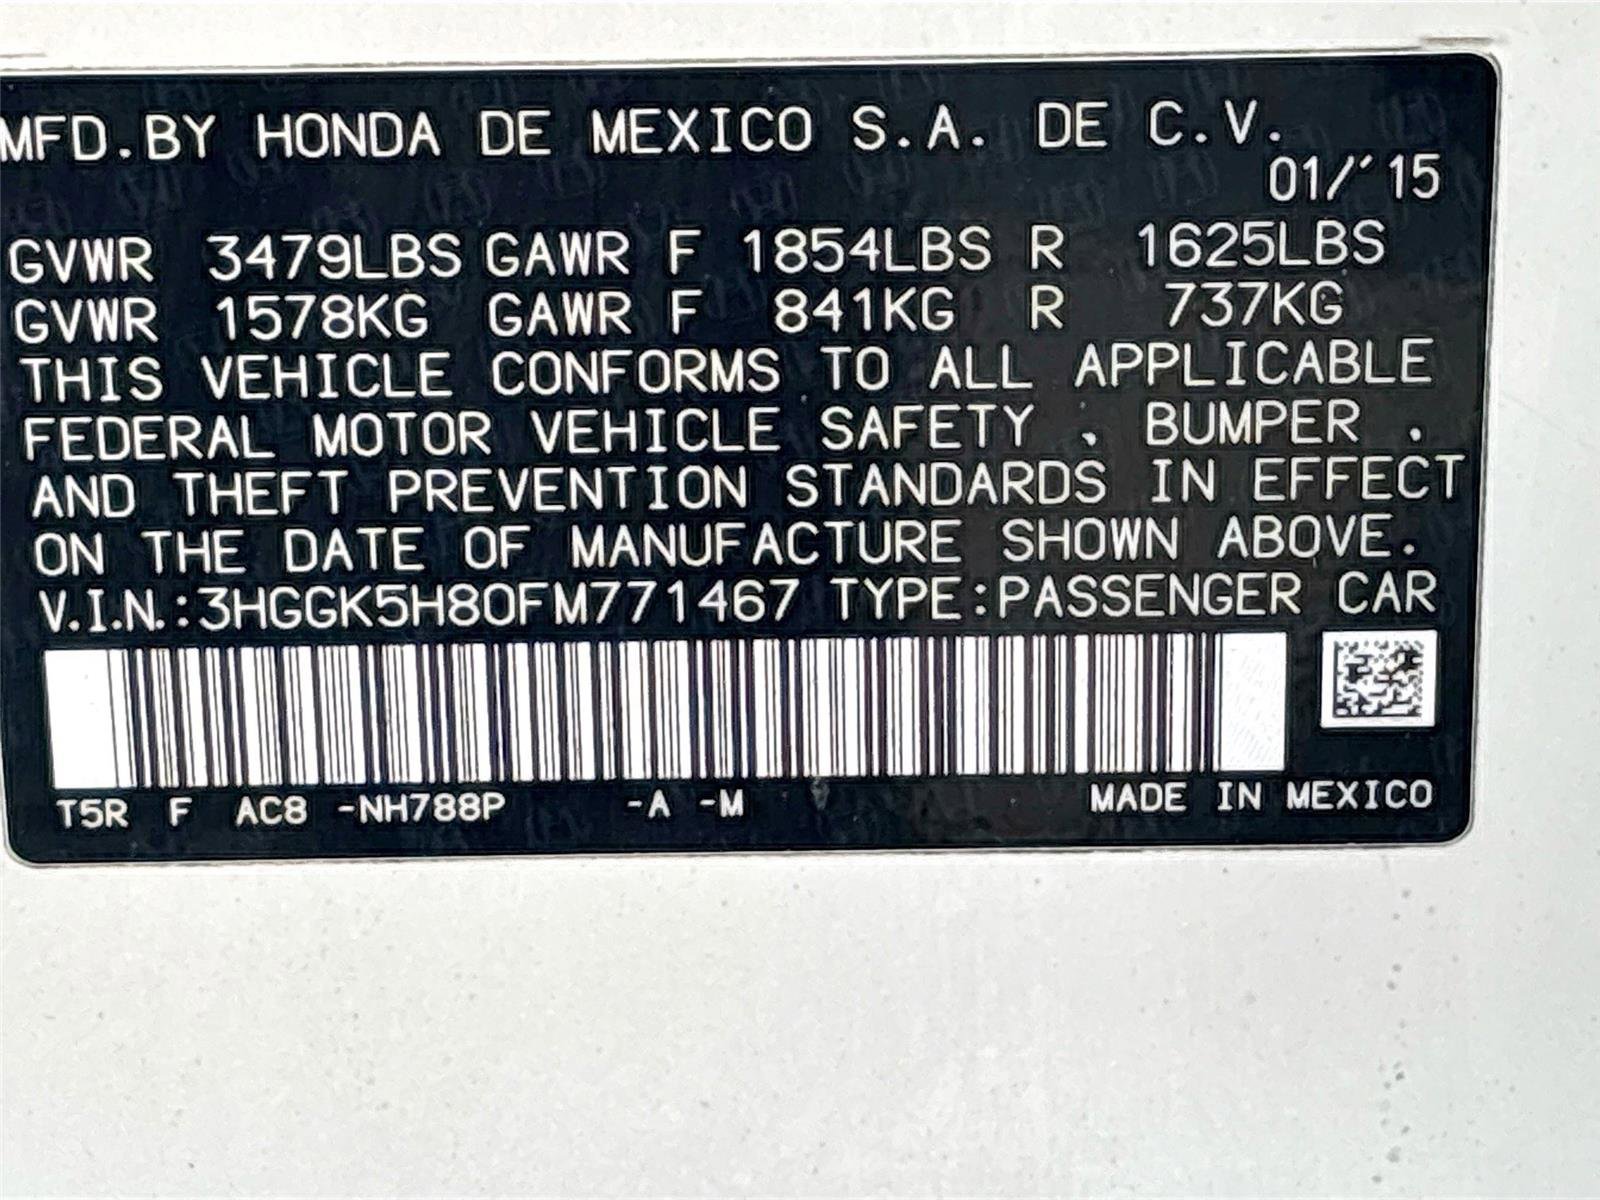 MFD.BY HONDA DE MEXICO S.A. DE C.V.
01/'15
GVWR 3479LBS GAWR F 1854LBS R 1625LBS
GVWR 1578KG GAWR F 841KG R 737KG
THIS VEHICLE CONFORMS TO ALL APPLICABLE
FEDERAL MOTOR VEHICLE SAFETY . BUMPER .
AND THEFT PREVENTION STANDARDS IN EFFECT
ON THE DATE OF MANUFACTURE SHOWN ABOVE.
V.I.N.:3HGGK5H80FM771467 TYPE:PASSENGER CAR
T5R F AC8 -NH788P -A -M MADE IN MEXICO